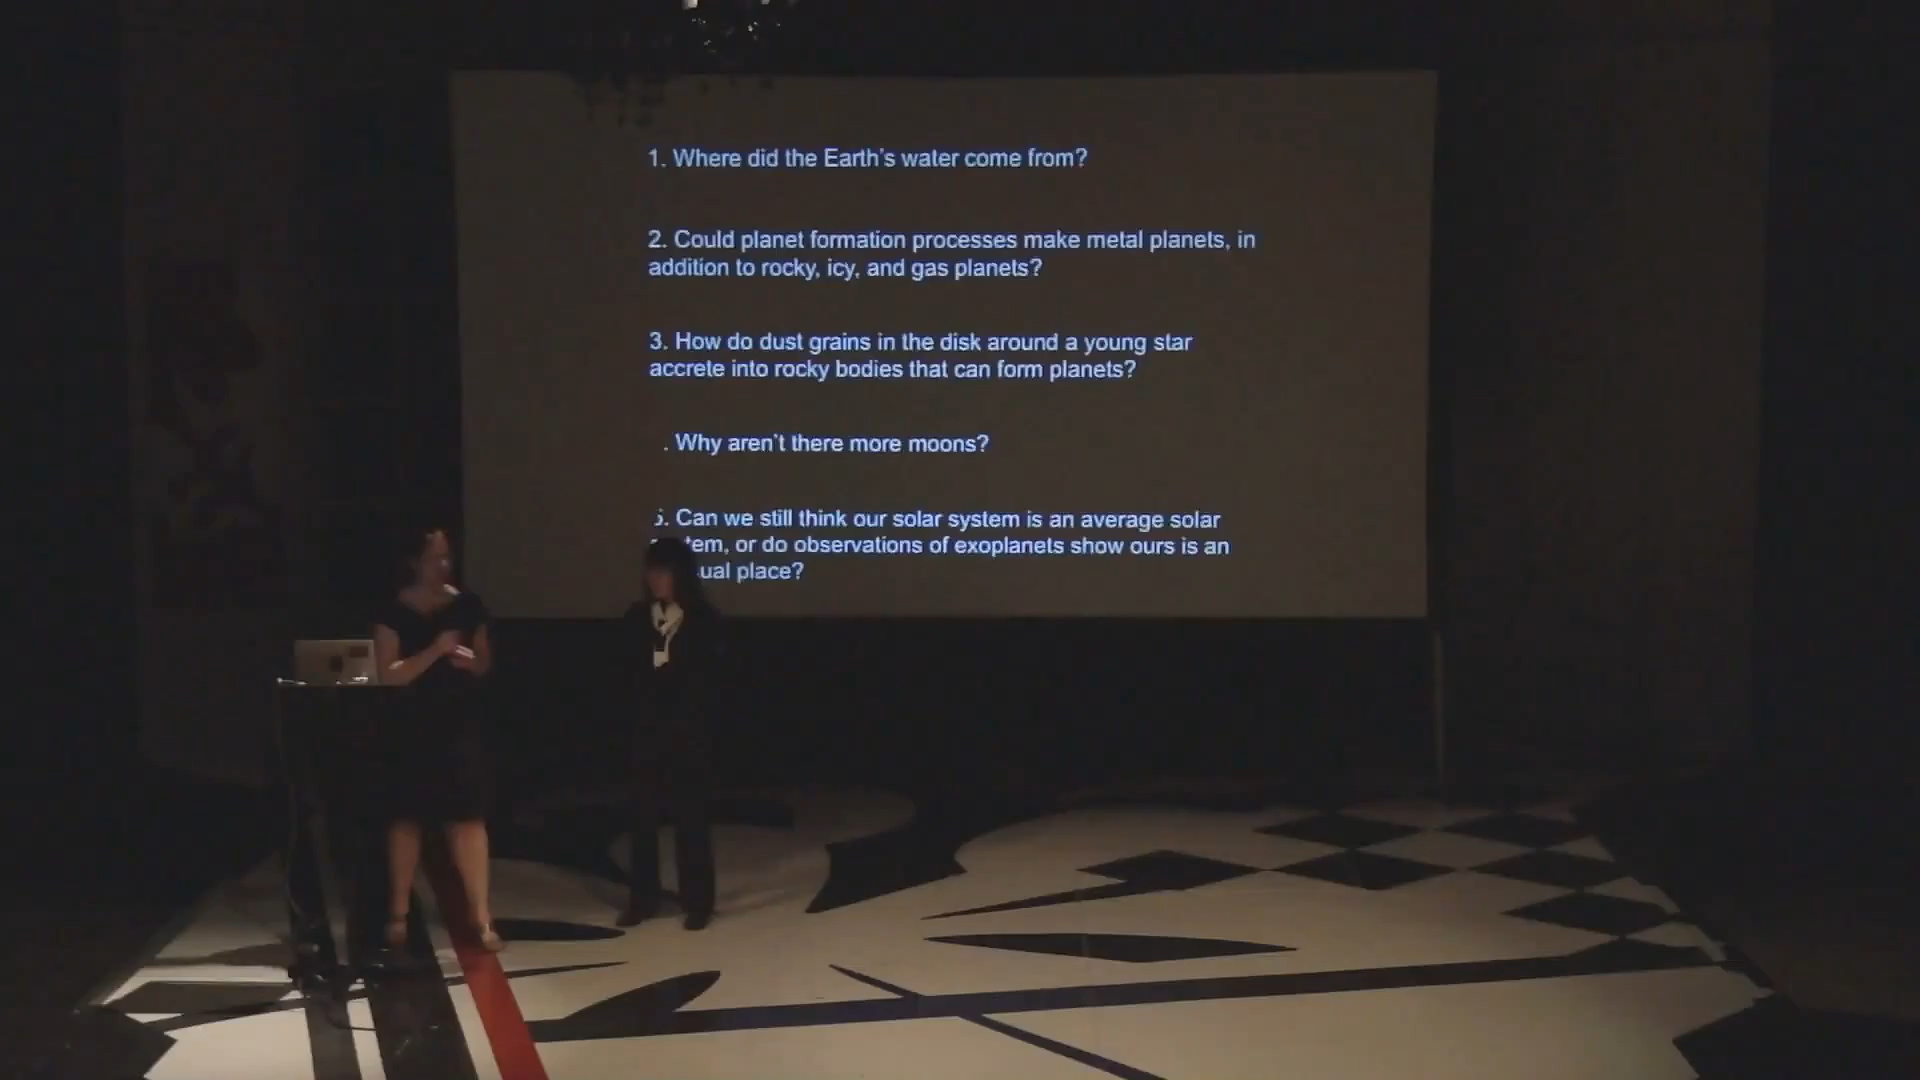 1. Where did the Earth's water come from?
2. Could planet formation processes make metal planets, in
addition to rocky, icy, and gas planets?
3. How do dust grains in the disk around a young star
accrete into rocky bodies that can form planets?
. Why aren't there more moons?
5. Can we still think our solar system is an average solar
tem, or do observations of exoplanets show ours is an
ual place?